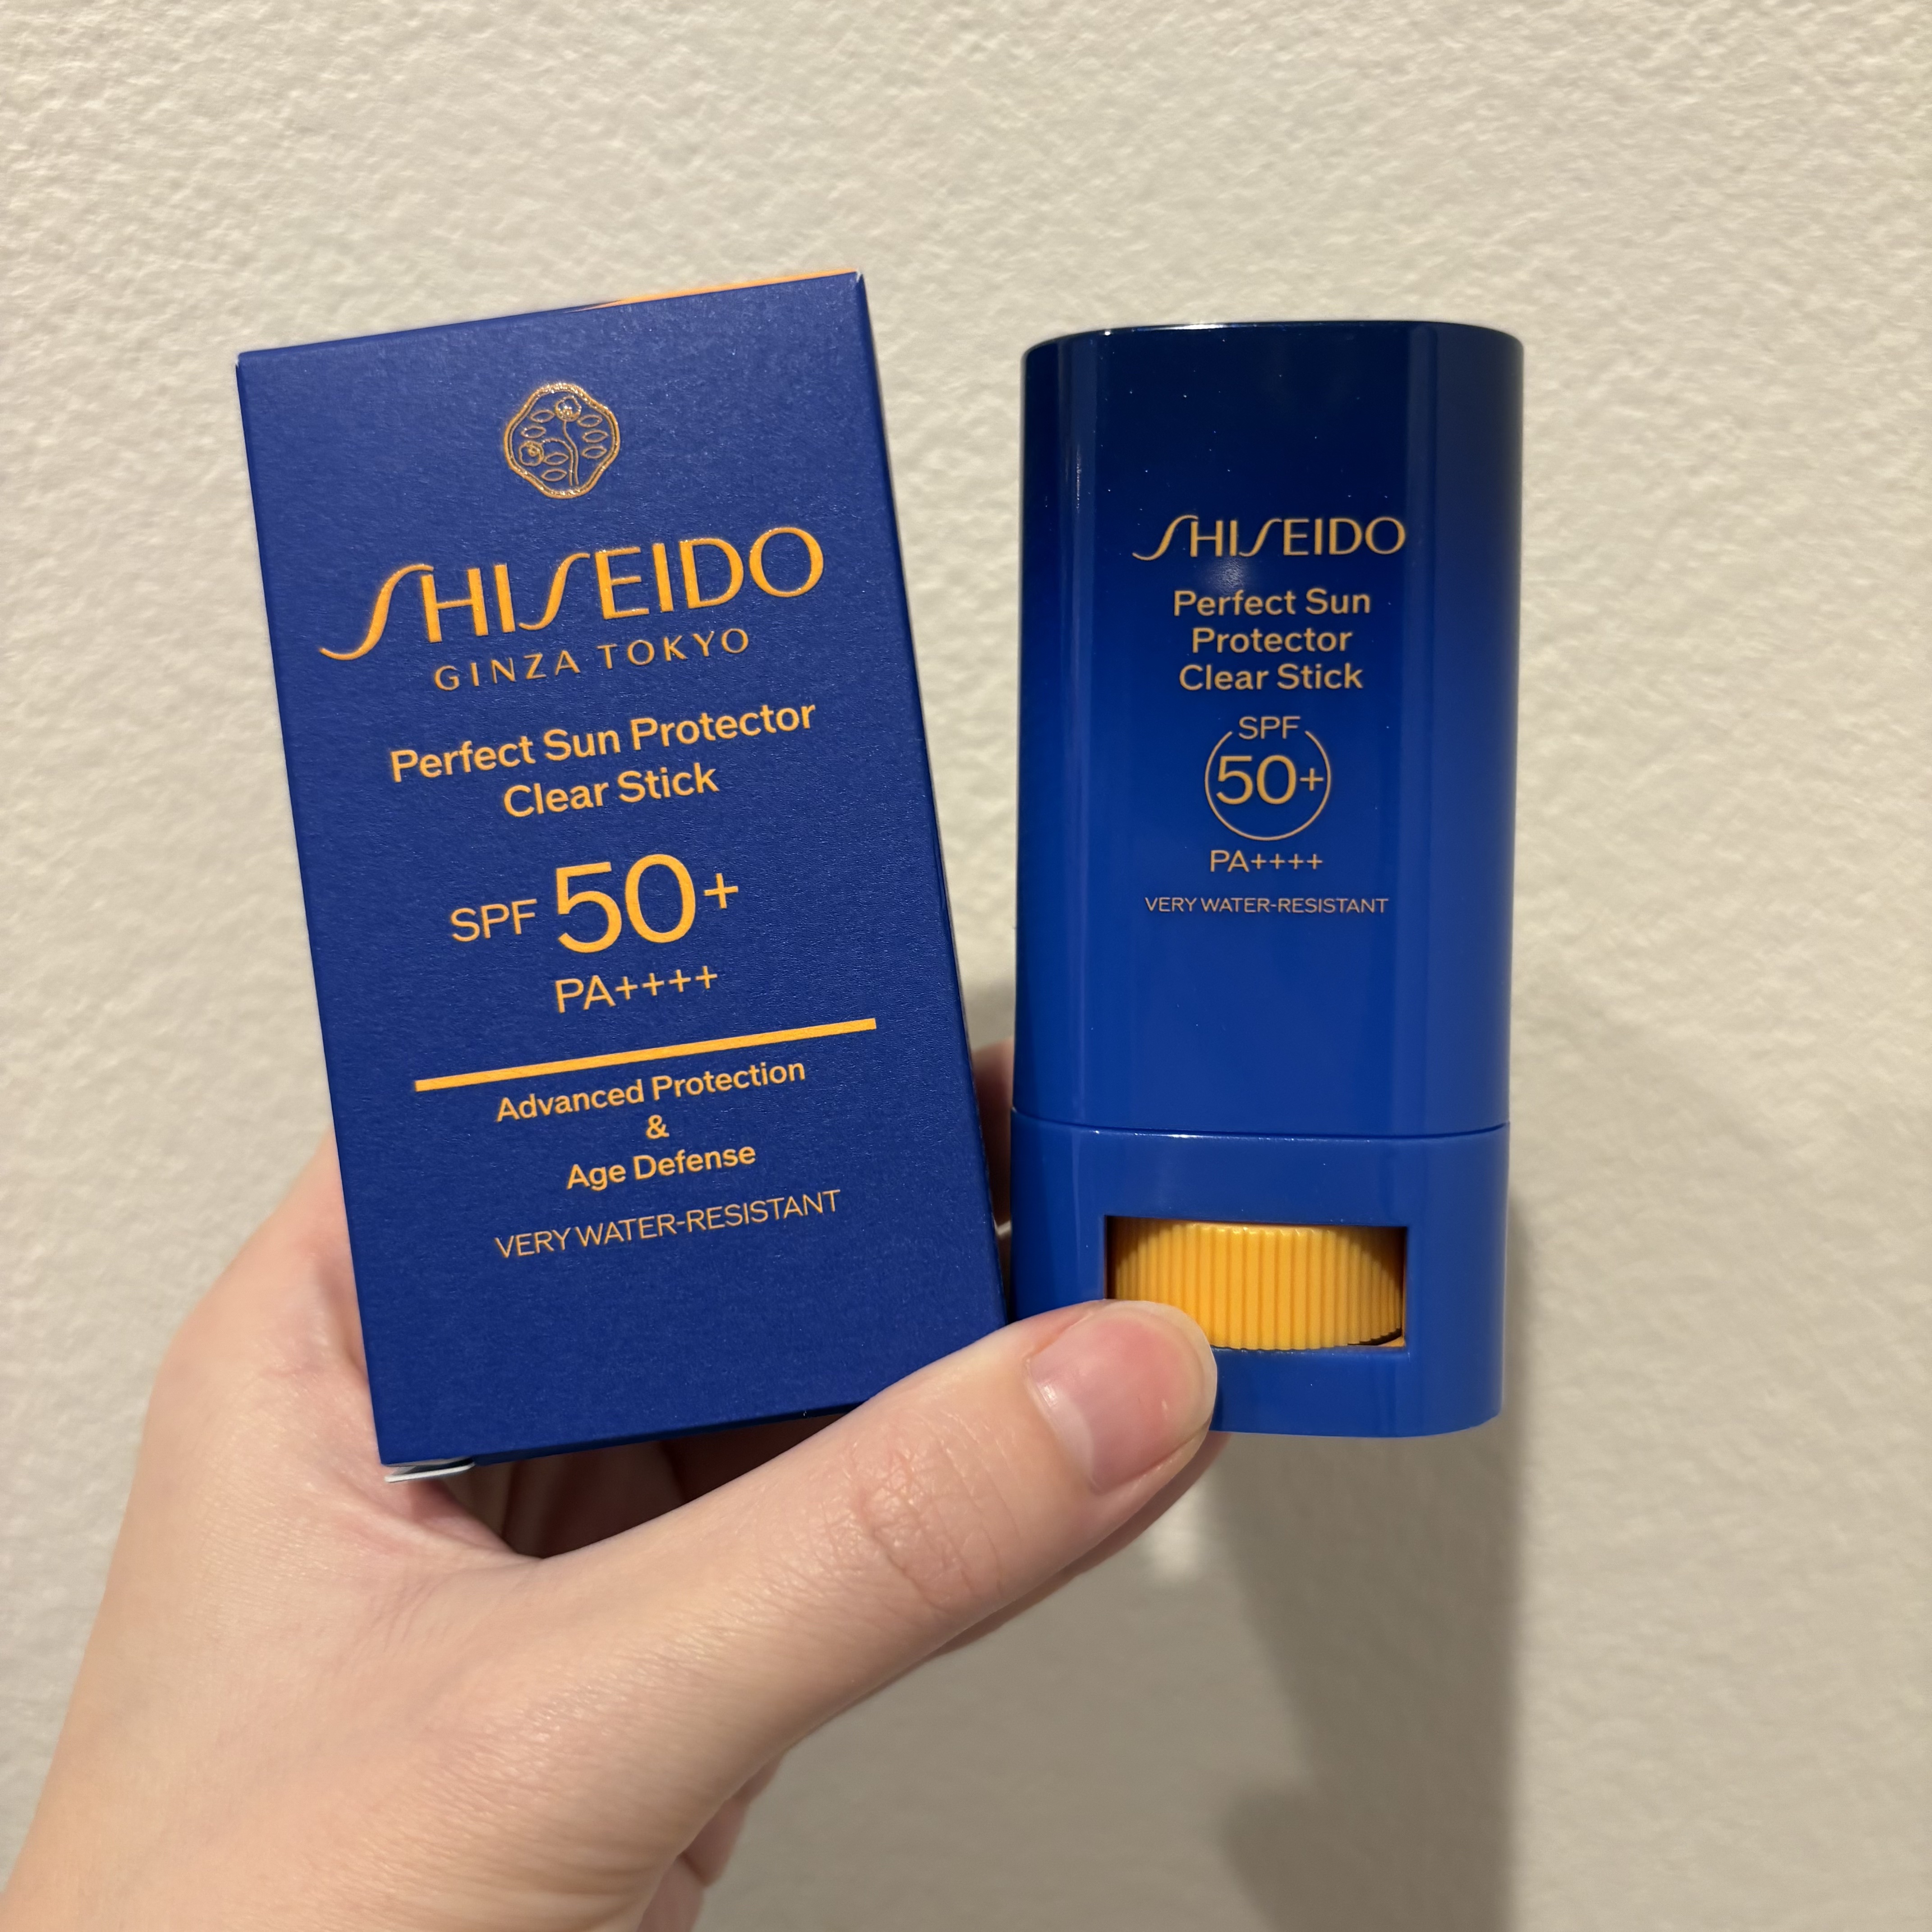 SHISEIDO
GINZA TOKYO
Perfect Sun Protector
Clear Stick
SPF 50+
PA++++
Advanced Protection
&
Age Defense
VERY WATER-RESISTANT
SHISEIDO
Perfect Sun
Protector
Clear Stick
SPF
50+
PA++++
VERY WATER-RESISTANT